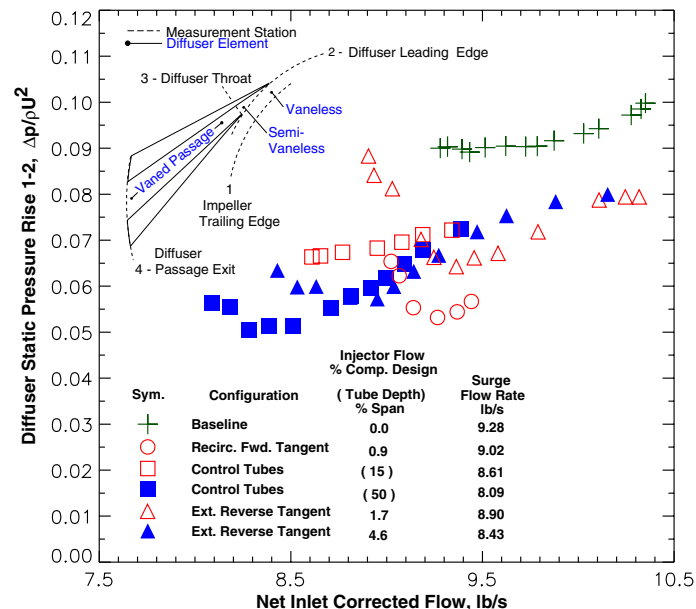 Diffuser Static Pressure Rise 1-2, Δp/ρU²
0.12
0.11
0.10
0.09
0.08
0.07
0.06
0.05
0.04
0.03
0.02
0.01
0.00
Measurement Station
Diffuser Element
2 - Diffuser Leading Edge
3 - Diffuser Throat
Vaneless
Semi-
Vaneless
Vaned Passage
1
Impeller
Trailing Edge
Diffuser
4 - Passage Exit
Injector Flow
% Comp. Design
Surge
Sym. Configuration ( Tube Depth) Flow Rate
% Span lb/s
Baseline 0.0 9.28
Recirc. Fwd. Tangent 0.9 9.02
Control Tubes ( 15 ) 8.61
Control Tubes ( 50 ) 8.09
Ext. Reverse Tangent 1.7 8.90
Ext. Reverse Tangent 4.6 8.43
7.5 8.5 9.5 10.5
Net Inlet Corrected Flow, lb/s